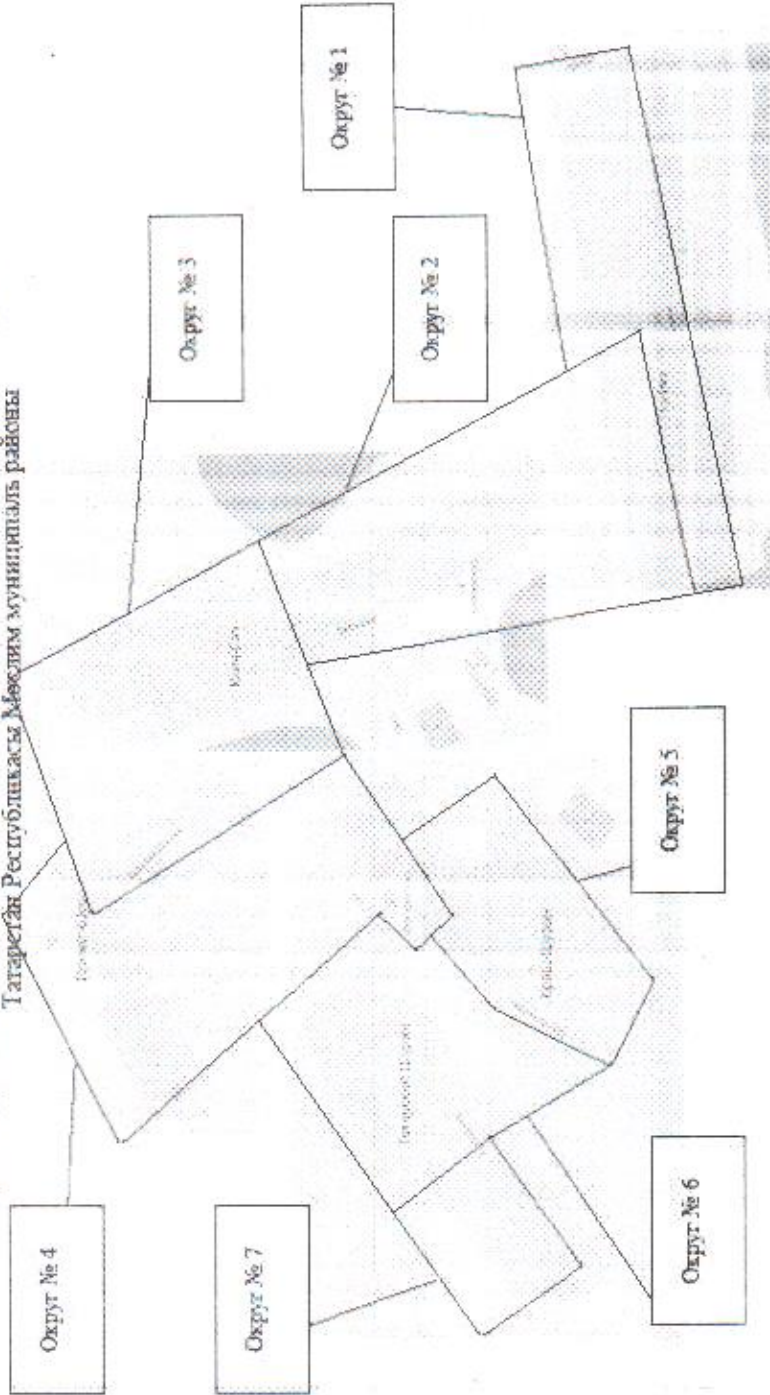 Татарстан Республикасы Мөслим муниципаль районы
Округ № 1
Округ № 3
Округ № 2
Округ № 4
Округ № 7
Округ № 5
Округ № 6